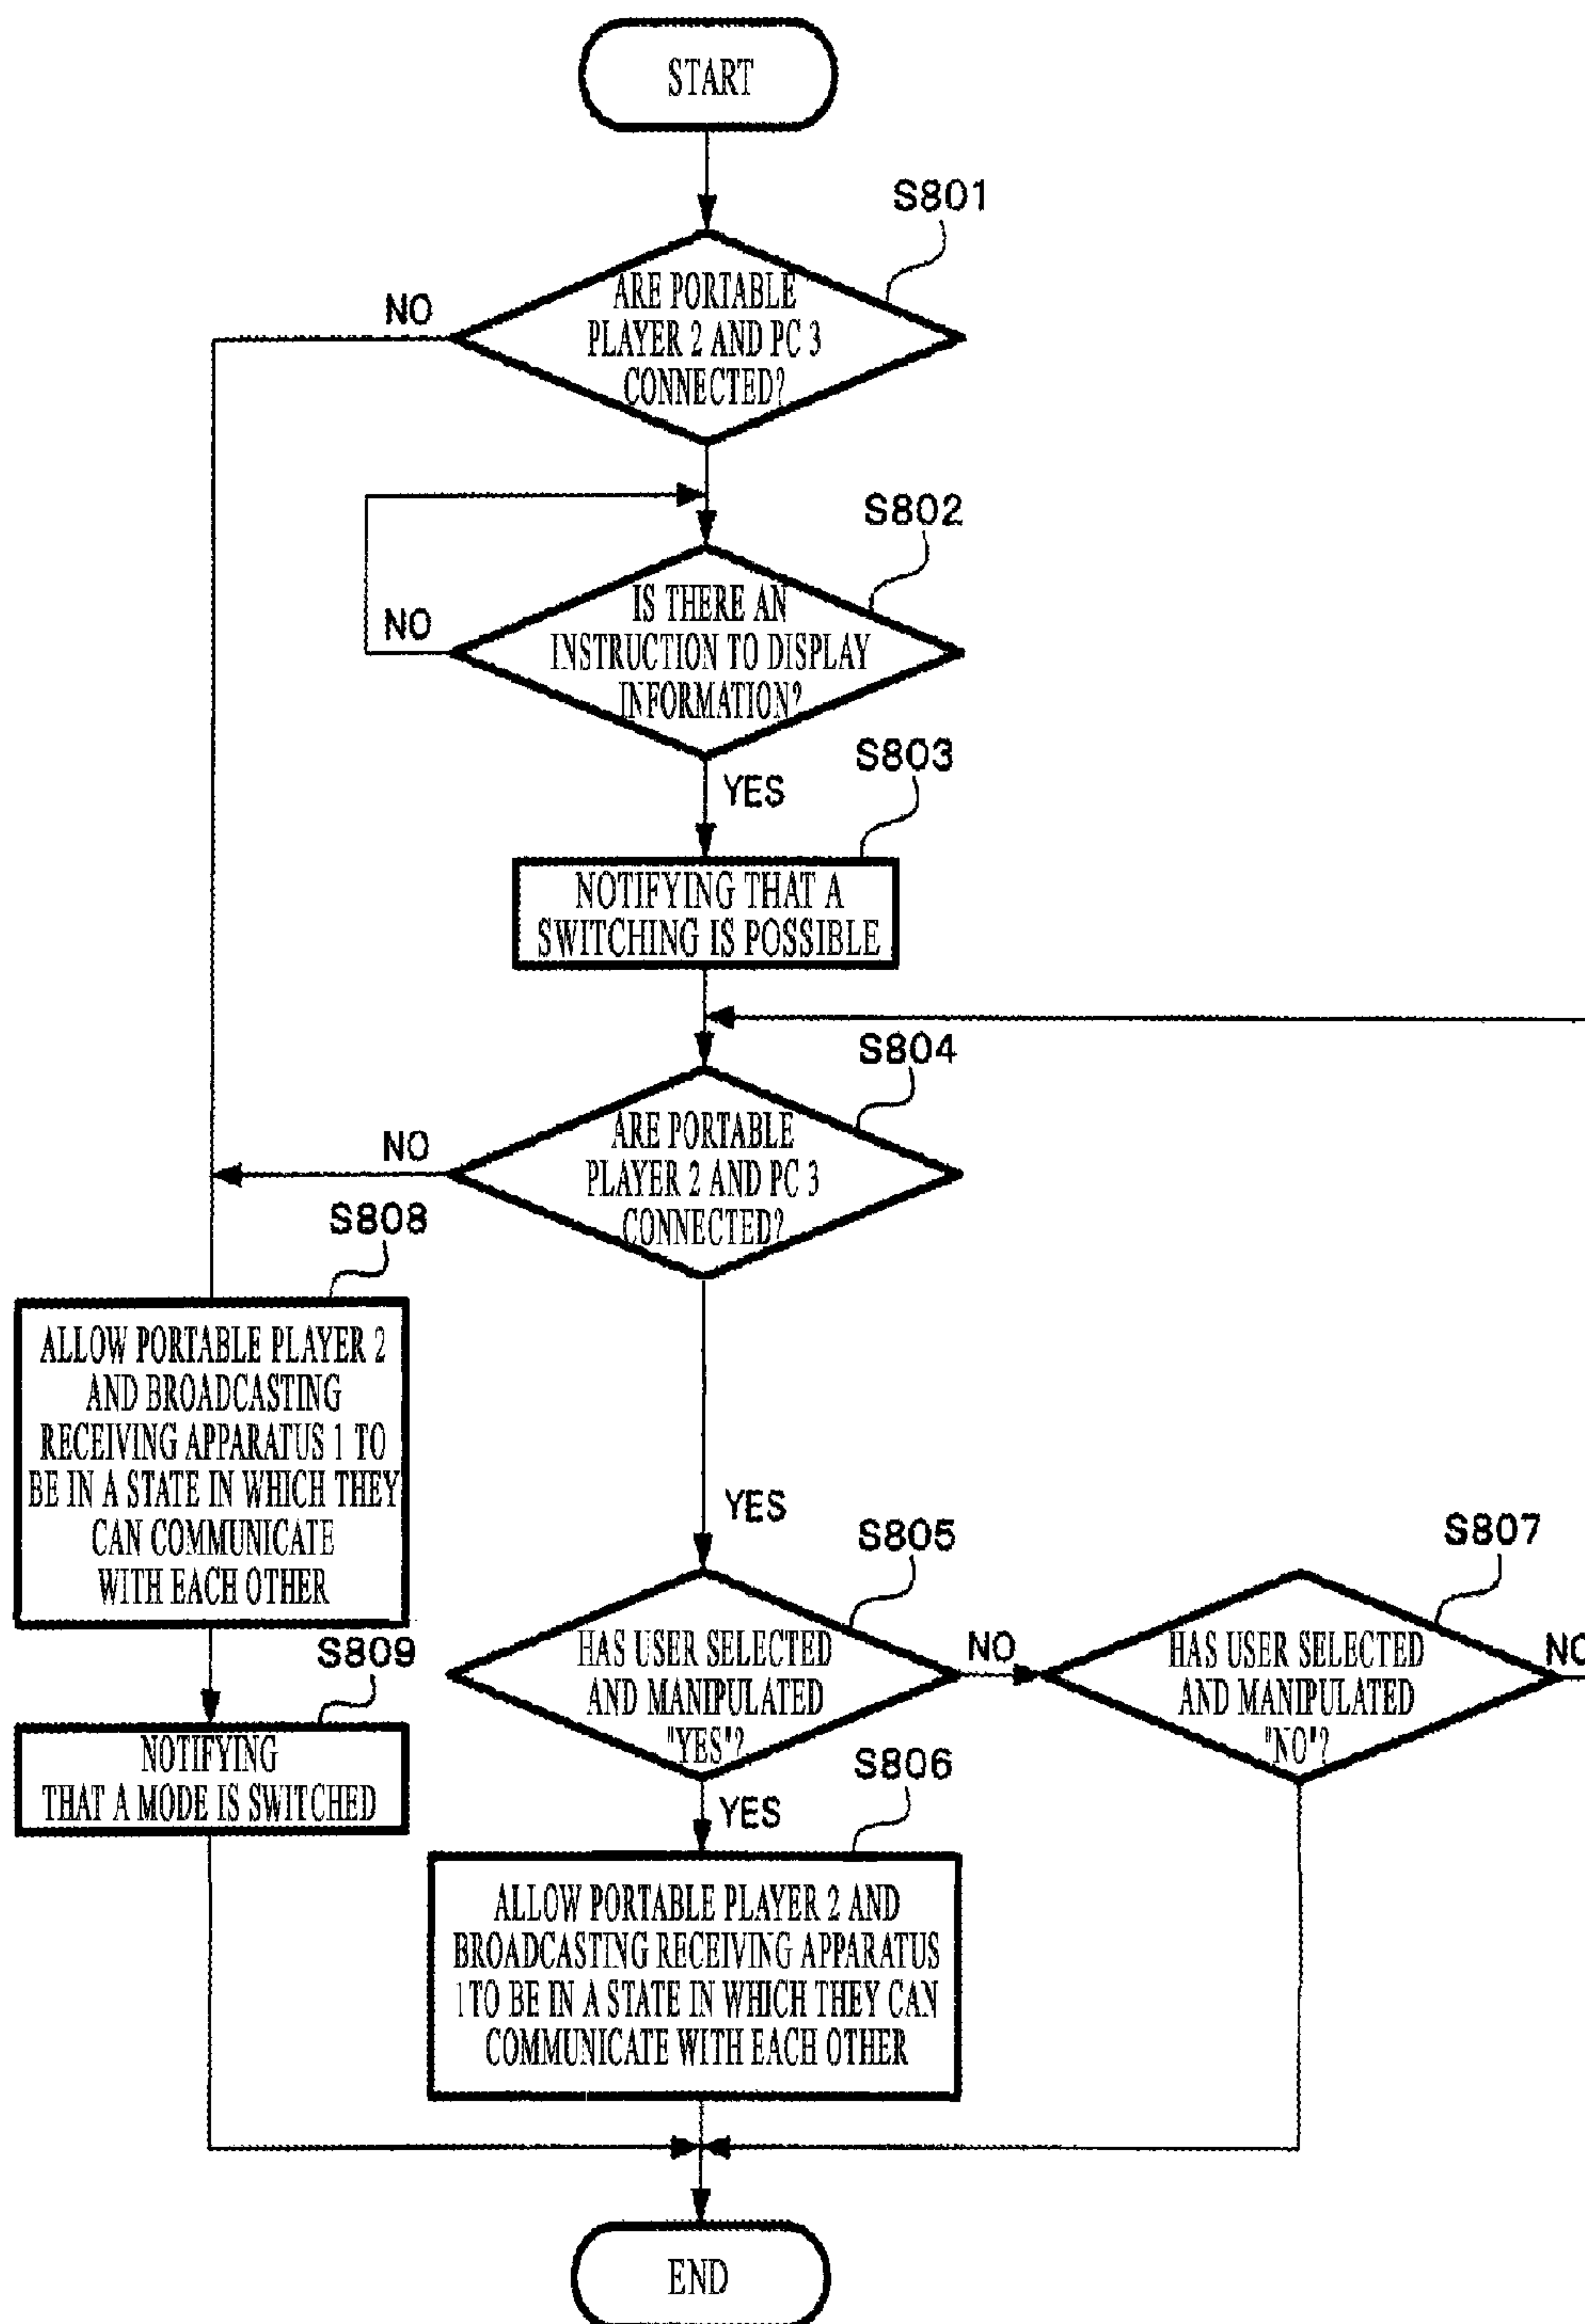 START
S801
ARE PORTABLE
PLAYER 2 AND PC 3
CONNECTED?
NO
S802
IS THERE AN
INSTRUCTION TO DISPLAY
INFORMATION?
NO
YES
S803
NOTIFYING THAT A
SWITCHING IS POSSIBLE
S804
ARE PORTABLE
PLAYER 2 AND PC 3
CONNECTED?
NO
S808
ALLOW PORTABLE PLAYER 2
AND BROADCASTING
RECEIVING APPARATUS 1 TO
BE IN A STATE IN WHICH THEY
CAN COMMUNICATE
WITH EACH OTHER
YES
S805
HAS USER SELECTED
AND MANIPULATED
"YES"?
NO
S807
HAS USER SELECTED
AND MANIPULATED
"NO"?
NO
S809
NOTIFYING
THAT A MODE IS SWITCHED
YES
S806
ALLOW PORTABLE PLAYER 2 AND
BROADCASTING RECEIVING APPARATUS
1 TO BE IN A STATE IN WHICH THEY CAN
COMMUNICATE WITH EACH OTHER
END